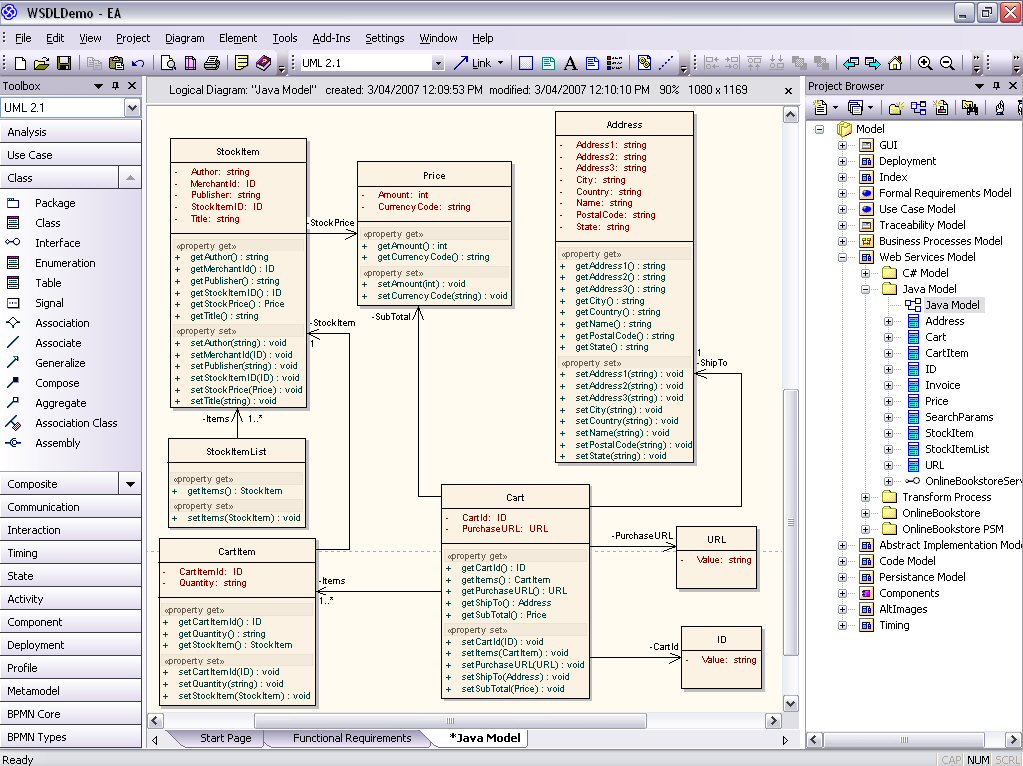 WSDLDemo - EA
File Edit View Project Diagram Element Tools Add-Ins Settings Window Help
UML 2.1
Link
Toolbox
UML 2.1
Analysis
Use Case
Class
Package
Class
Interface
Enumeration
Table
Signal
Association
Associate
Generalize
Compose
Aggregate
Association Class
Assembly
Composite
Communication
Interaction
Timing
State
Activity
Component
Deployment
Profile
Metamodel
BPMN Core
BPMN Types
Logical Diagram: "Java Model" created: 3/04/2007 12:09:53 PM modified: 3/04/2007 12:10:10 PM 90% 1080 x 1169
StockItem
- Author: string
- MerchantId: ID
- Publisher: string
- StockItemID: ID
- Title: string
«property get»
+ getAuthor() : string
+ getMerchantId() : ID
+ getPublisher() : string
+ getStockItemID() : ID
+ getStockPrice() : Price
+ getTitle() : string
«property set»
+ setAuthor(string) : void
+ setMerchantId(ID) : void
+ setPublisher(string) : void
+ setStockItemID(ID) : void
+ setStockPrice(Price) : void
+ setTitle(string) : void
-StockPrice
Price
- Amount: int
- CurrencyCode: string
«property get»
+ getAmount() : int
+ getCurrencyCode() : string
«property set»
+ setAmount(int) : void
+ setCurrencyCode(string) : void
-SubTotal
-StockItem
1
Address
- Address1: string
- Address2: string
- Address3: string
- City: string
- Country: string
- Name: string
- PostalCode: string
- State: string
«property get»
+ getAddress1() : string
+ getAddress2() : string
+ getAddress3() : string
+ getCity() : string
+ getCountry() : string
+ getName() : string
+ getPostalCode() : string
+ getState() : string
«property set»
+ setAddress1(string) : void
+ setAddress2(string) : void
+ setAddress3(string) : void
+ setCity(string) : void
+ setCountry(string) : void
+ setName(string) : void
+ setPostalCode(string) : void
+ setState(string) : void
1
-ShipTo
-Items 1..*
StockItemList
«property get»
+ getItems() : StockItem
«property set»
+ setItems(StockItem) : void
CartItem
- CartItemId: ID
- Quantity: string
«property get»
+ getCartItemId() : ID
+ getQuantity() : string
+ getStockItem() : StockItem
«property set»
+ setCartItemId(ID) : void
+ setQuantity(string) : void
+ setStockItem(StockItem) : void
-Items
1..*
Cart
- CartId: ID
- PurchaseURL: URL
«property get»
+ getCartId() : ID
+ getItems() : CartItem
+ getPurchaseURL() : URL
+ getShipTo() : Address
+ getSubTotal() : Price
«property set»
+ setCartId(ID) : void
+ setItems(CartItem) : void
+ setPurchaseURL(URL) : void
+ setShipTo(Address) : void
+ setSubTotal(Price) : void
-PurchaseURL
URL
- Value: string
-CartId
ID
- Value: string
Start Page Functional Requirements *Java Model
Project Browser
Model
GUI
Deployment
Index
Formal Requirements Model
Use Case Model
Traceability Model
Business Processes Model
Web Services Model
C# Model
Java Model
Java Model
Address
Cart
CartItem
ID
Invoice
Price
SearchParams
StockItem
StockItemList
URL
OnlineBookstoreSer
Transform Process
OnlineBookstore
OnlineBookstore PSM
Abstract Implementation Mod
Code Model
Persistance Model
Components
AltImages
Timing
Ready
CAP NUM SCRL